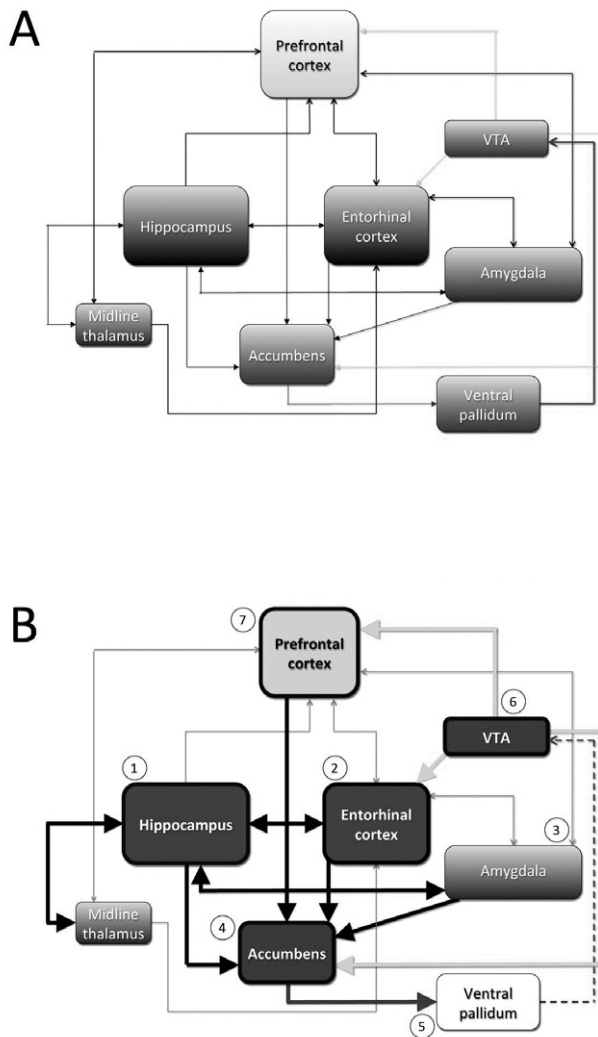 A
Prefrontal
cortex
VTA
Hippocampus
Entorhinal
cortex
Amygdala
Midline
thalamus
Accumbens
Ventral
pallidum
B
7
Prefrontal
cortex
6
VTA
1
2
Hippocampus
Entorhinal
cortex
3
Amygdala
Midline
thalamus
4
Accumbens
Ventral
pallidum
5